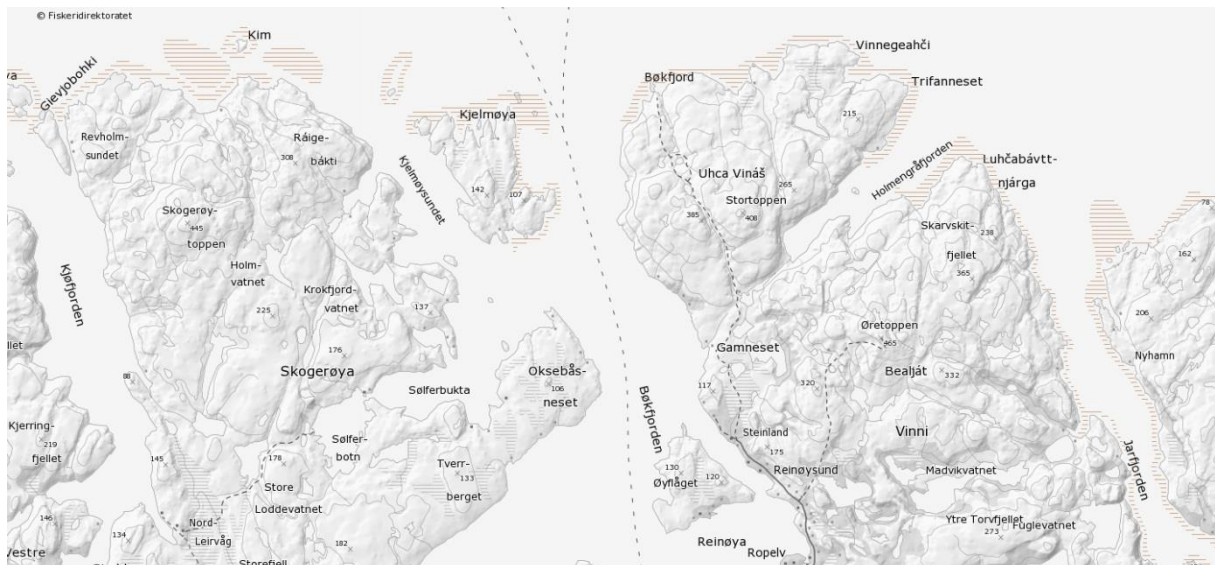 © Fiskeridirektoratet
Kim
Vinnegeahči
Bøkfjord
Trifanneset
Gievjobohki
Kjelmøya
215
Revholm-
sundet
Ráige-
bákti
308
Kjelmøysundet
Holmengråfjorden
Luhčabávtt-
njárga
142
107
Uhca Vináš
Stortoppen
265
408
385
78
Skogerøy-
toppen
445
Skarvskit-
fjellet
238
365
162
Kjøfjorden
Holm-
vatnet
Krokfjord-
vatnet
225
137
206
Øretoppen
465
Nyhamn
llet
176
Gamneset
Skogerøya
Oksebås-
neset
106
Bealját
332
88
Sølferbukta
Bøkfjorden
117
320
Kjerring-
fjellet
219
Sølfer-
botn
Steinland
175
Vinni
Jarfjorden
145
178
Tverr-
berget
133
130
Øyflaget
120
Reinøysund
Madvikvatnet
Store
Loddevatnet
146
Nord-
Leirvåg
Ytre Torvfjellet
Fuglevatnet
273
134
182
Reinøya
Vestre
Ropelv